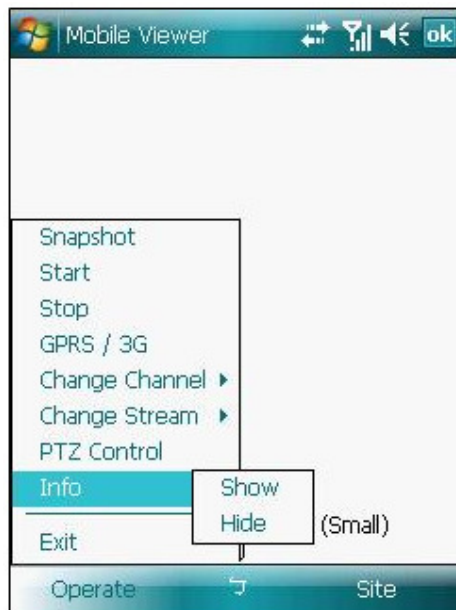 Mobile Viewer ok
Snapshot
Start
Stop
GPRS / 3G
Change Channel
Change Stream
PTZ Control
Info
Show
Hide
(Small)
Exit
Operate ㄅ Site